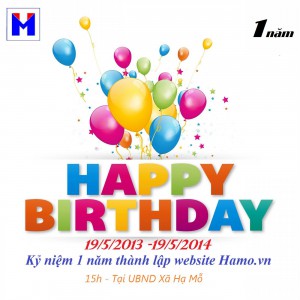 M
1 năm
HAPPY
BIRTHDAY
19/5/2013 -19/5/2014
Kỷ niệm 1 năm thành lập website Hamo.vn
15h - Tại UBND Xã Hạ Mỗ